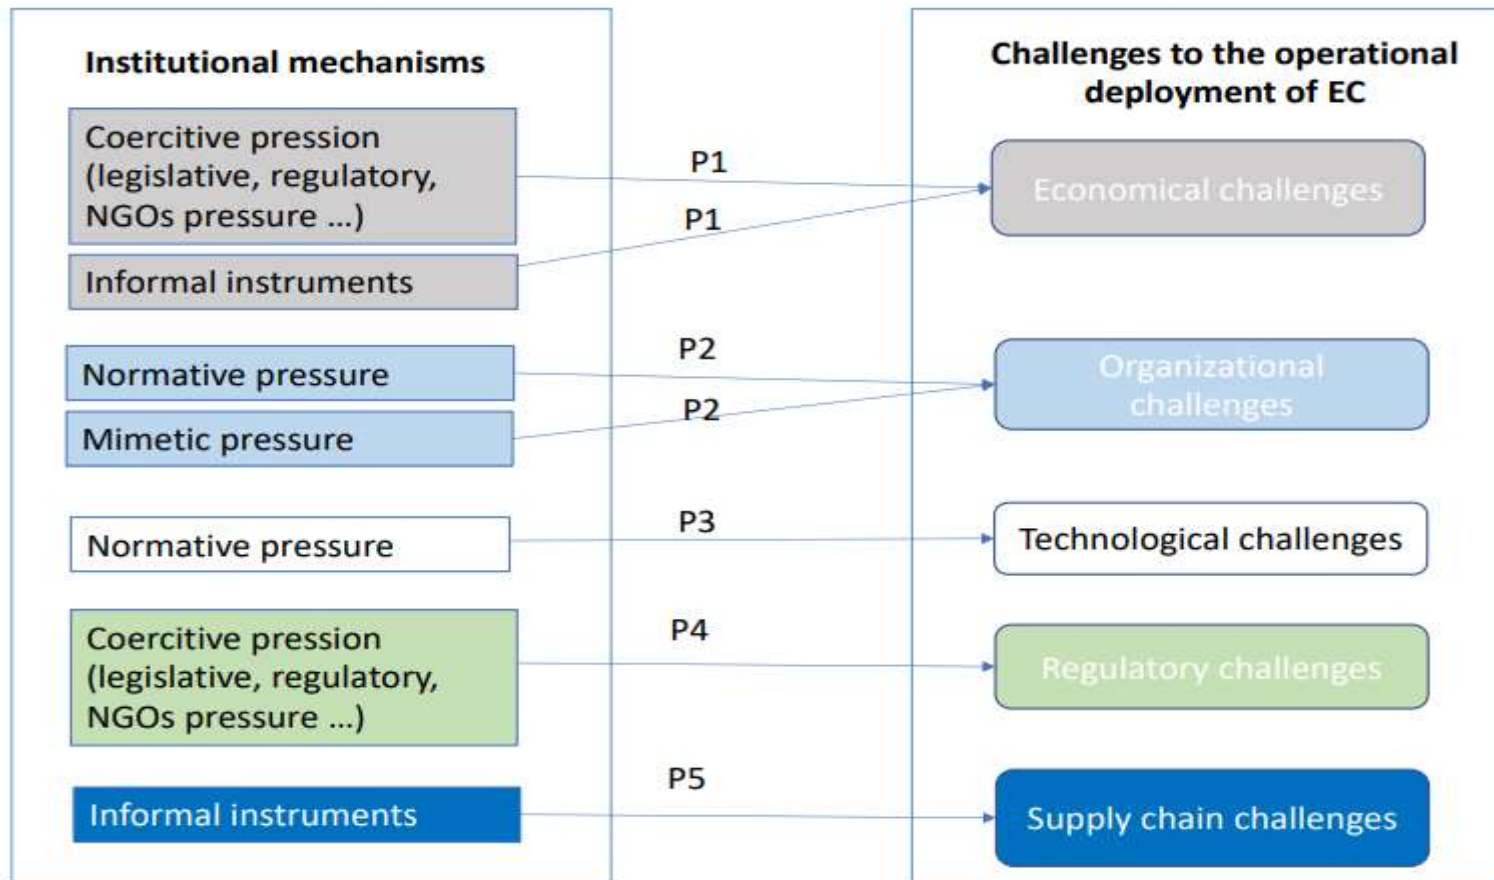 Institutional mechanisms
Coercitive pression
(legislative, regulatory,
NGOs pressure ...)
Informal instruments
Normative pressure
Mimetic pressure
Normative pressure
Coercitive pression
(legislative, regulatory,
NGOs pressure ...)
Informal instruments
P1
P1
P2
P2
P3
P4
P5
Challenges to the operational
deployment of EC
Economical challenges
Organizational
challenges
Technological challenges
Regulatory challenges
Supply chain challenges